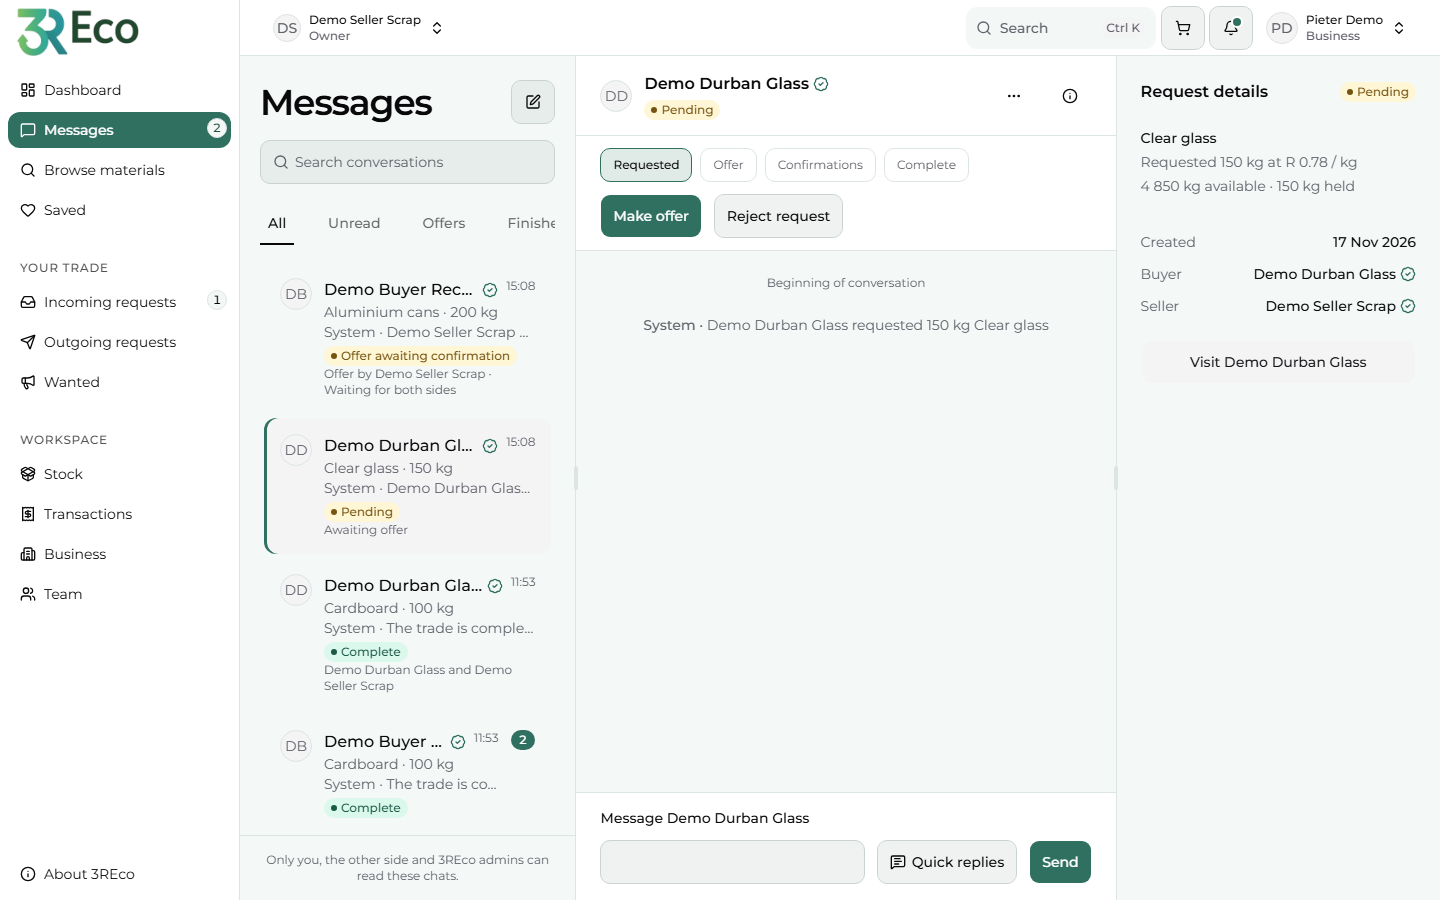 3REco
Dashboard
Messages 2
Browse materials
Saved
YOUR TRADE
Incoming requests 1
Outgoing requests
Wanted
WORKSPACE
Stock
Transactions
Business
Team
About 3REco
DS
Demo Seller Scrap
Owner
Search Ctrl K
PD
Pieter Demo
Business
Messages
Search conversations
All Unread Offers Finishe
DB
Demo Buyer Rec... 15:08
Aluminium cans · 200 kg
System · Demo Seller Scrap ...
Offer awaiting confirmation
Offer by Demo Seller Scrap ·
Waiting for both sides
DD
Demo Durban Gl... 15:08
Clear glass · 150 kg
System · Demo Durban Glas...
Pending
Awaiting offer
DD
Demo Durban Gla... 11:53
Cardboard · 100 kg
System · The trade is comple...
Complete
Demo Durban Glass and Demo
Seller Scrap
DB
Demo Buyer ... 11:53 2
Cardboard · 100 kg
System · The trade is co...
Complete
Only you, the other side and 3REco admins can
read these chats.
DD
Demo Durban Glass
Pending
Requested Offer Confirmations Complete
Make offer Reject request
Beginning of conversation
System · Demo Durban Glass requested 150 kg Clear glass
Message Demo Durban Glass
Quick replies Send
Request details Pending
Clear glass
Requested 150 kg at R 0.78 / kg
4 850 kg available · 150 kg held
Created 17 Nov 2026
Buyer Demo Durban Glass
Seller Demo Seller Scrap
Visit Demo Durban Glass